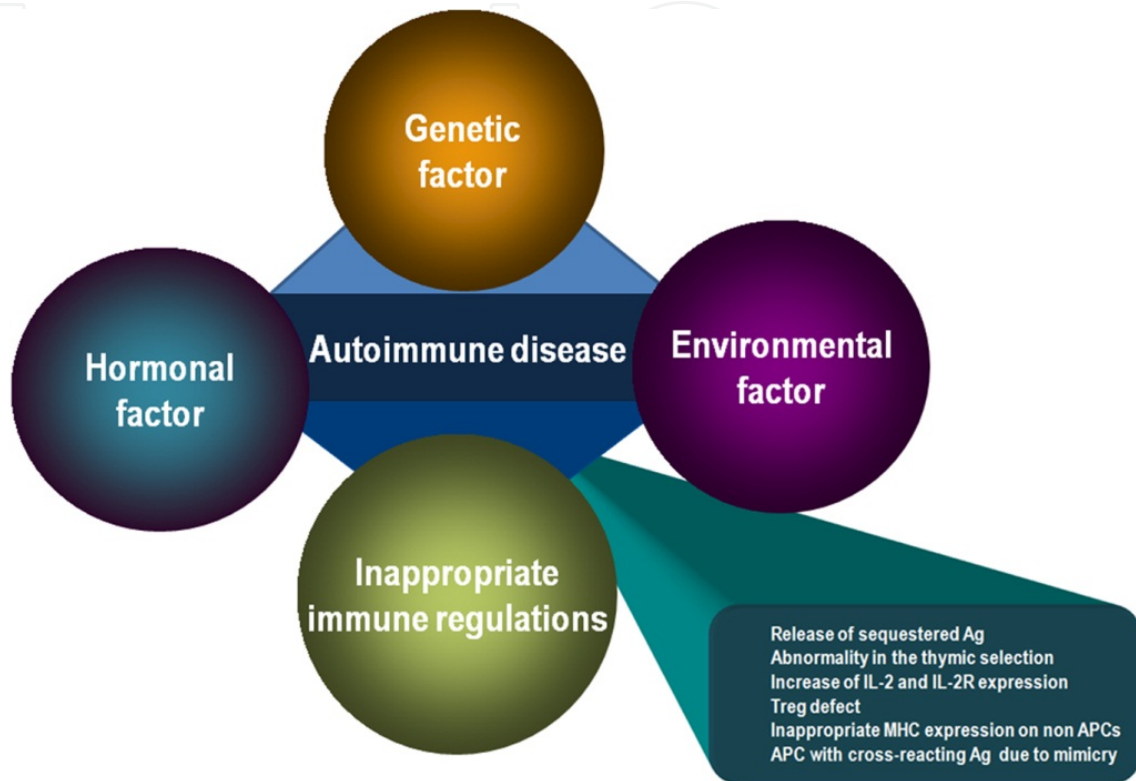 Genetic
factor
Hormonal
factor
Autoimmune disease
Environmental
factor
Inappropriate
immune regulations
Release of sequestered Ag
Abnormality in the thymic selection
Increase of IL-2 and IL-2R expression
Treg defect
Inappropriate MHC expression on non APCs
APC with cross-reacting Ag due to mimicry